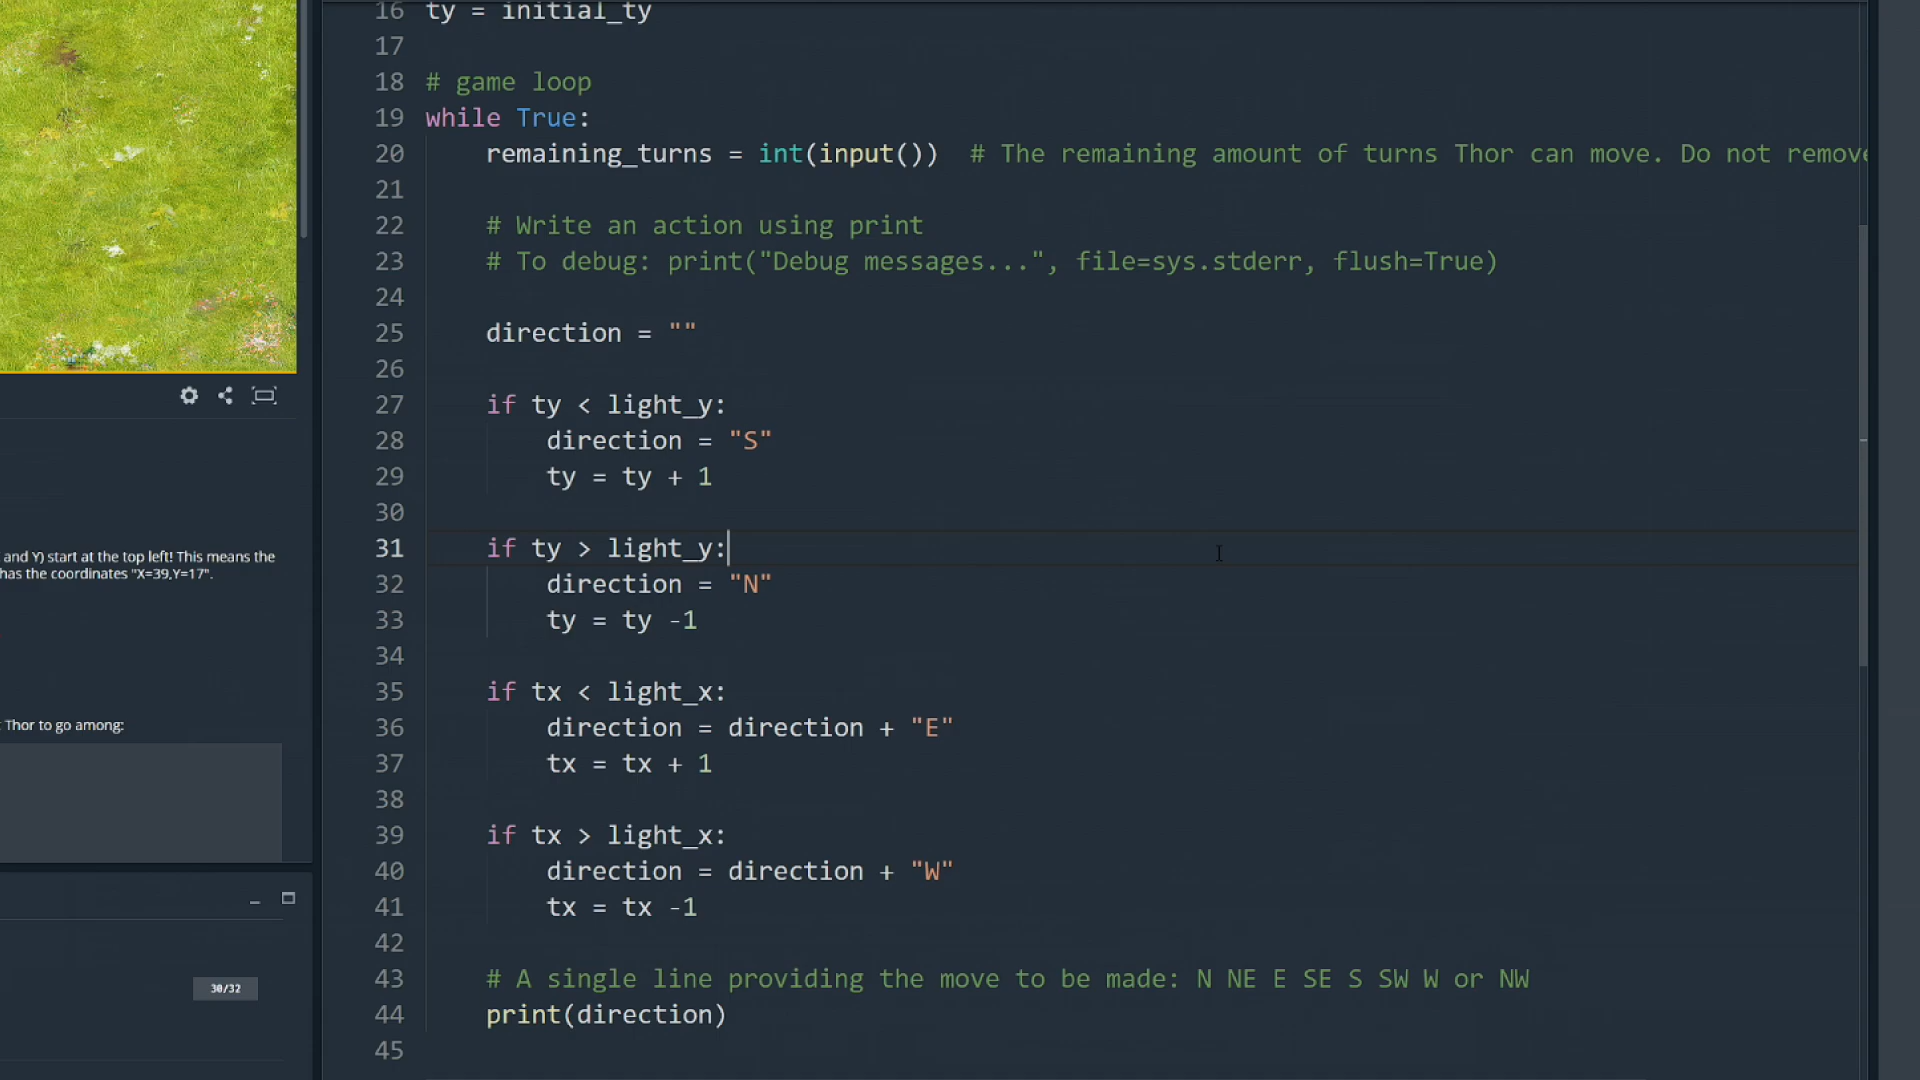 16 ty = initial_ty
17
18 # game loop
19 while True:
20 remaining_turns = int(input())  # The remaining amount of turns Thor can move. Do not remove
21
22 # Write an action using print
23 # To debug: print("Debug messages...", file=sys.stderr, flush=True)
24
25 direction = ""
26
27 if ty < light_y:
28 direction = "S"
29 ty = ty + 1
30
31 if ty > light_y:
32 direction = "N"
33 ty = ty -1
34
35 if tx < light_x:
36 direction = direction + "E"
37 tx = tx + 1
38
39 if tx > light_x:
40 direction = direction + "W"
41 tx = tx -1
42
43 # A single line providing the move to be made: N NE E SE S SW W or NW
44 print(direction)
45
and Y) start at the top left! This means the
has the coordinates "X=39,Y=17".
Thor to go among:
30/32